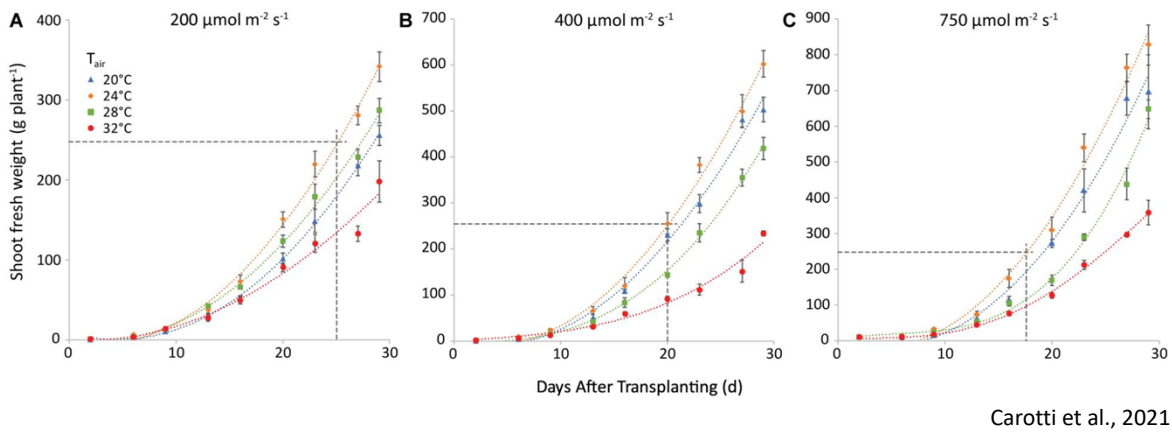 A
200 µmol m-2 s-1
B
400 µmol m-2 s-1
C
750 µmol m-2 s-1
Shoot fresh weight (g plant-1)
400
300
200
100
0
Tair
20°C
24°C
28°C
32°C
0
10
20
30
700
600
500
400
300
200
100
0
0
10
20
30
900
800
700
600
500
400
300
200
100
0
0
10
20
30
Days After Transplanting (d)
Carotti et al., 2021